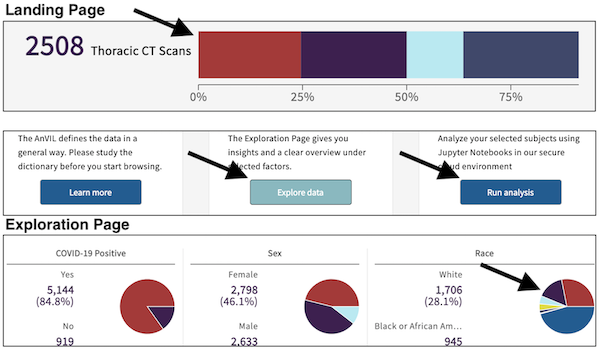 Landing Page
2508 Thoracic CT Scans
0% 25% 50% 75%
The AnVIL defines the data in a
general way. Please study the
dictionary before you start browsing.
Learn more
The Exploration Page gives you
insights and a clear overview under
selected factors.
Explore data
Analyze your selected subjects using
Jupyter Notebooks in our secure
cloud environment
Run analysis
Exploration Page
COVID-19 Positive
Yes
5,144
(84.8%)
No
919
Sex
Female
2,798
(46.1%)
Male
2,633
Race
White
1,706
(28.1%)
Black or African Am...
945